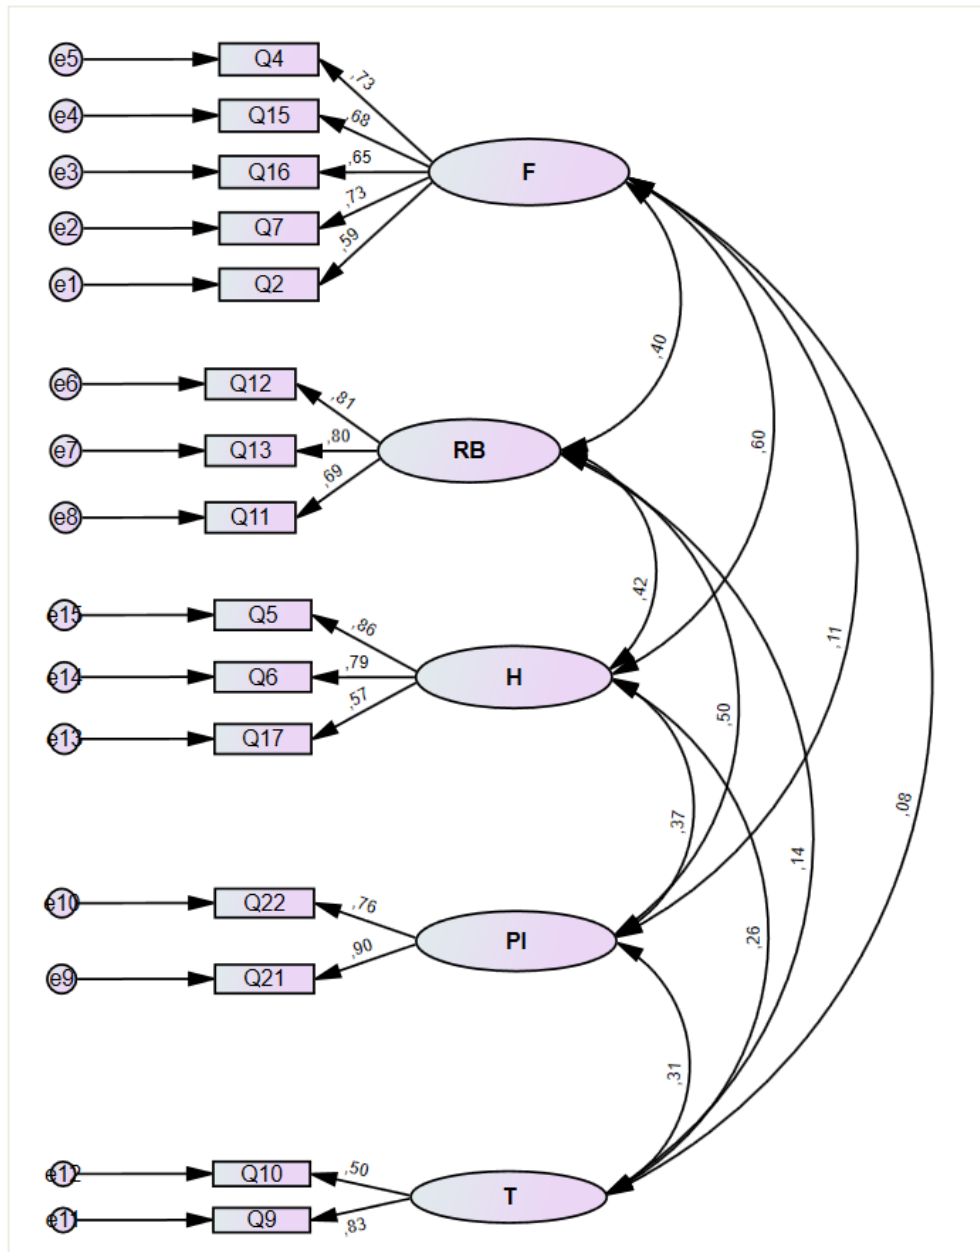 e5 Q4 ,73
e4 Q15 ,68
e3 Q16 ,65 F
e2 Q7 ,73
e1 Q2 ,59
,40
e6 Q12 ,81
e7 Q13 ,80 RB
e8 Q11 ,69
,60
,42
e15 Q5 ,86
e14 Q6 ,79 H
e13 Q17 ,57
,11
,50
,37
,08
,14
e10 Q22 ,76
PI
e9 Q21 ,90
,26
,31
e12 Q10 ,50
T
e11 Q9 ,83